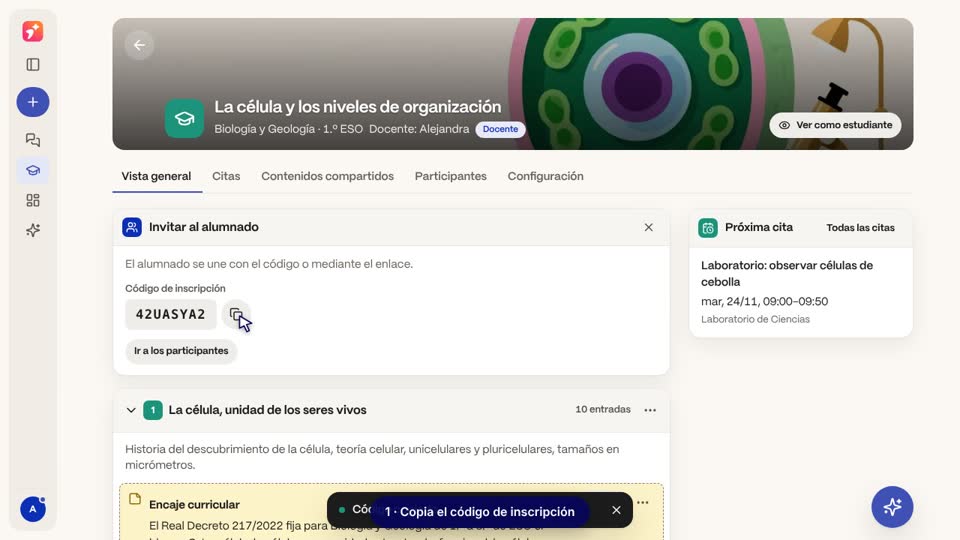 La célula y los niveles de organización
Biología y Geología · 1.º ESO Docente: Alejandra Docente
Ver como estudiante
Vista general Citas Contenidos compartidos Participantes Configuración
Invitar al alumnado
El alumnado se une con el código o mediante el enlace.
Código de inscripción
42UASYA2
Ir a los participantes
Próxima cita Todas las citas
Laboratorio: observar células de
cebolla
mar, 24/11, 09:00–09:50
Laboratorio de Ciencias
1 La célula, unidad de los seres vivos 10 entradas
Historia del descubrimiento de la célula, teoría celular, unicelulares y pluricelulares, tamaños en
micrómetros.
Encaje curricular
El Real Decreto 217/2022 fija para
1 · Copia el código de inscripción
A